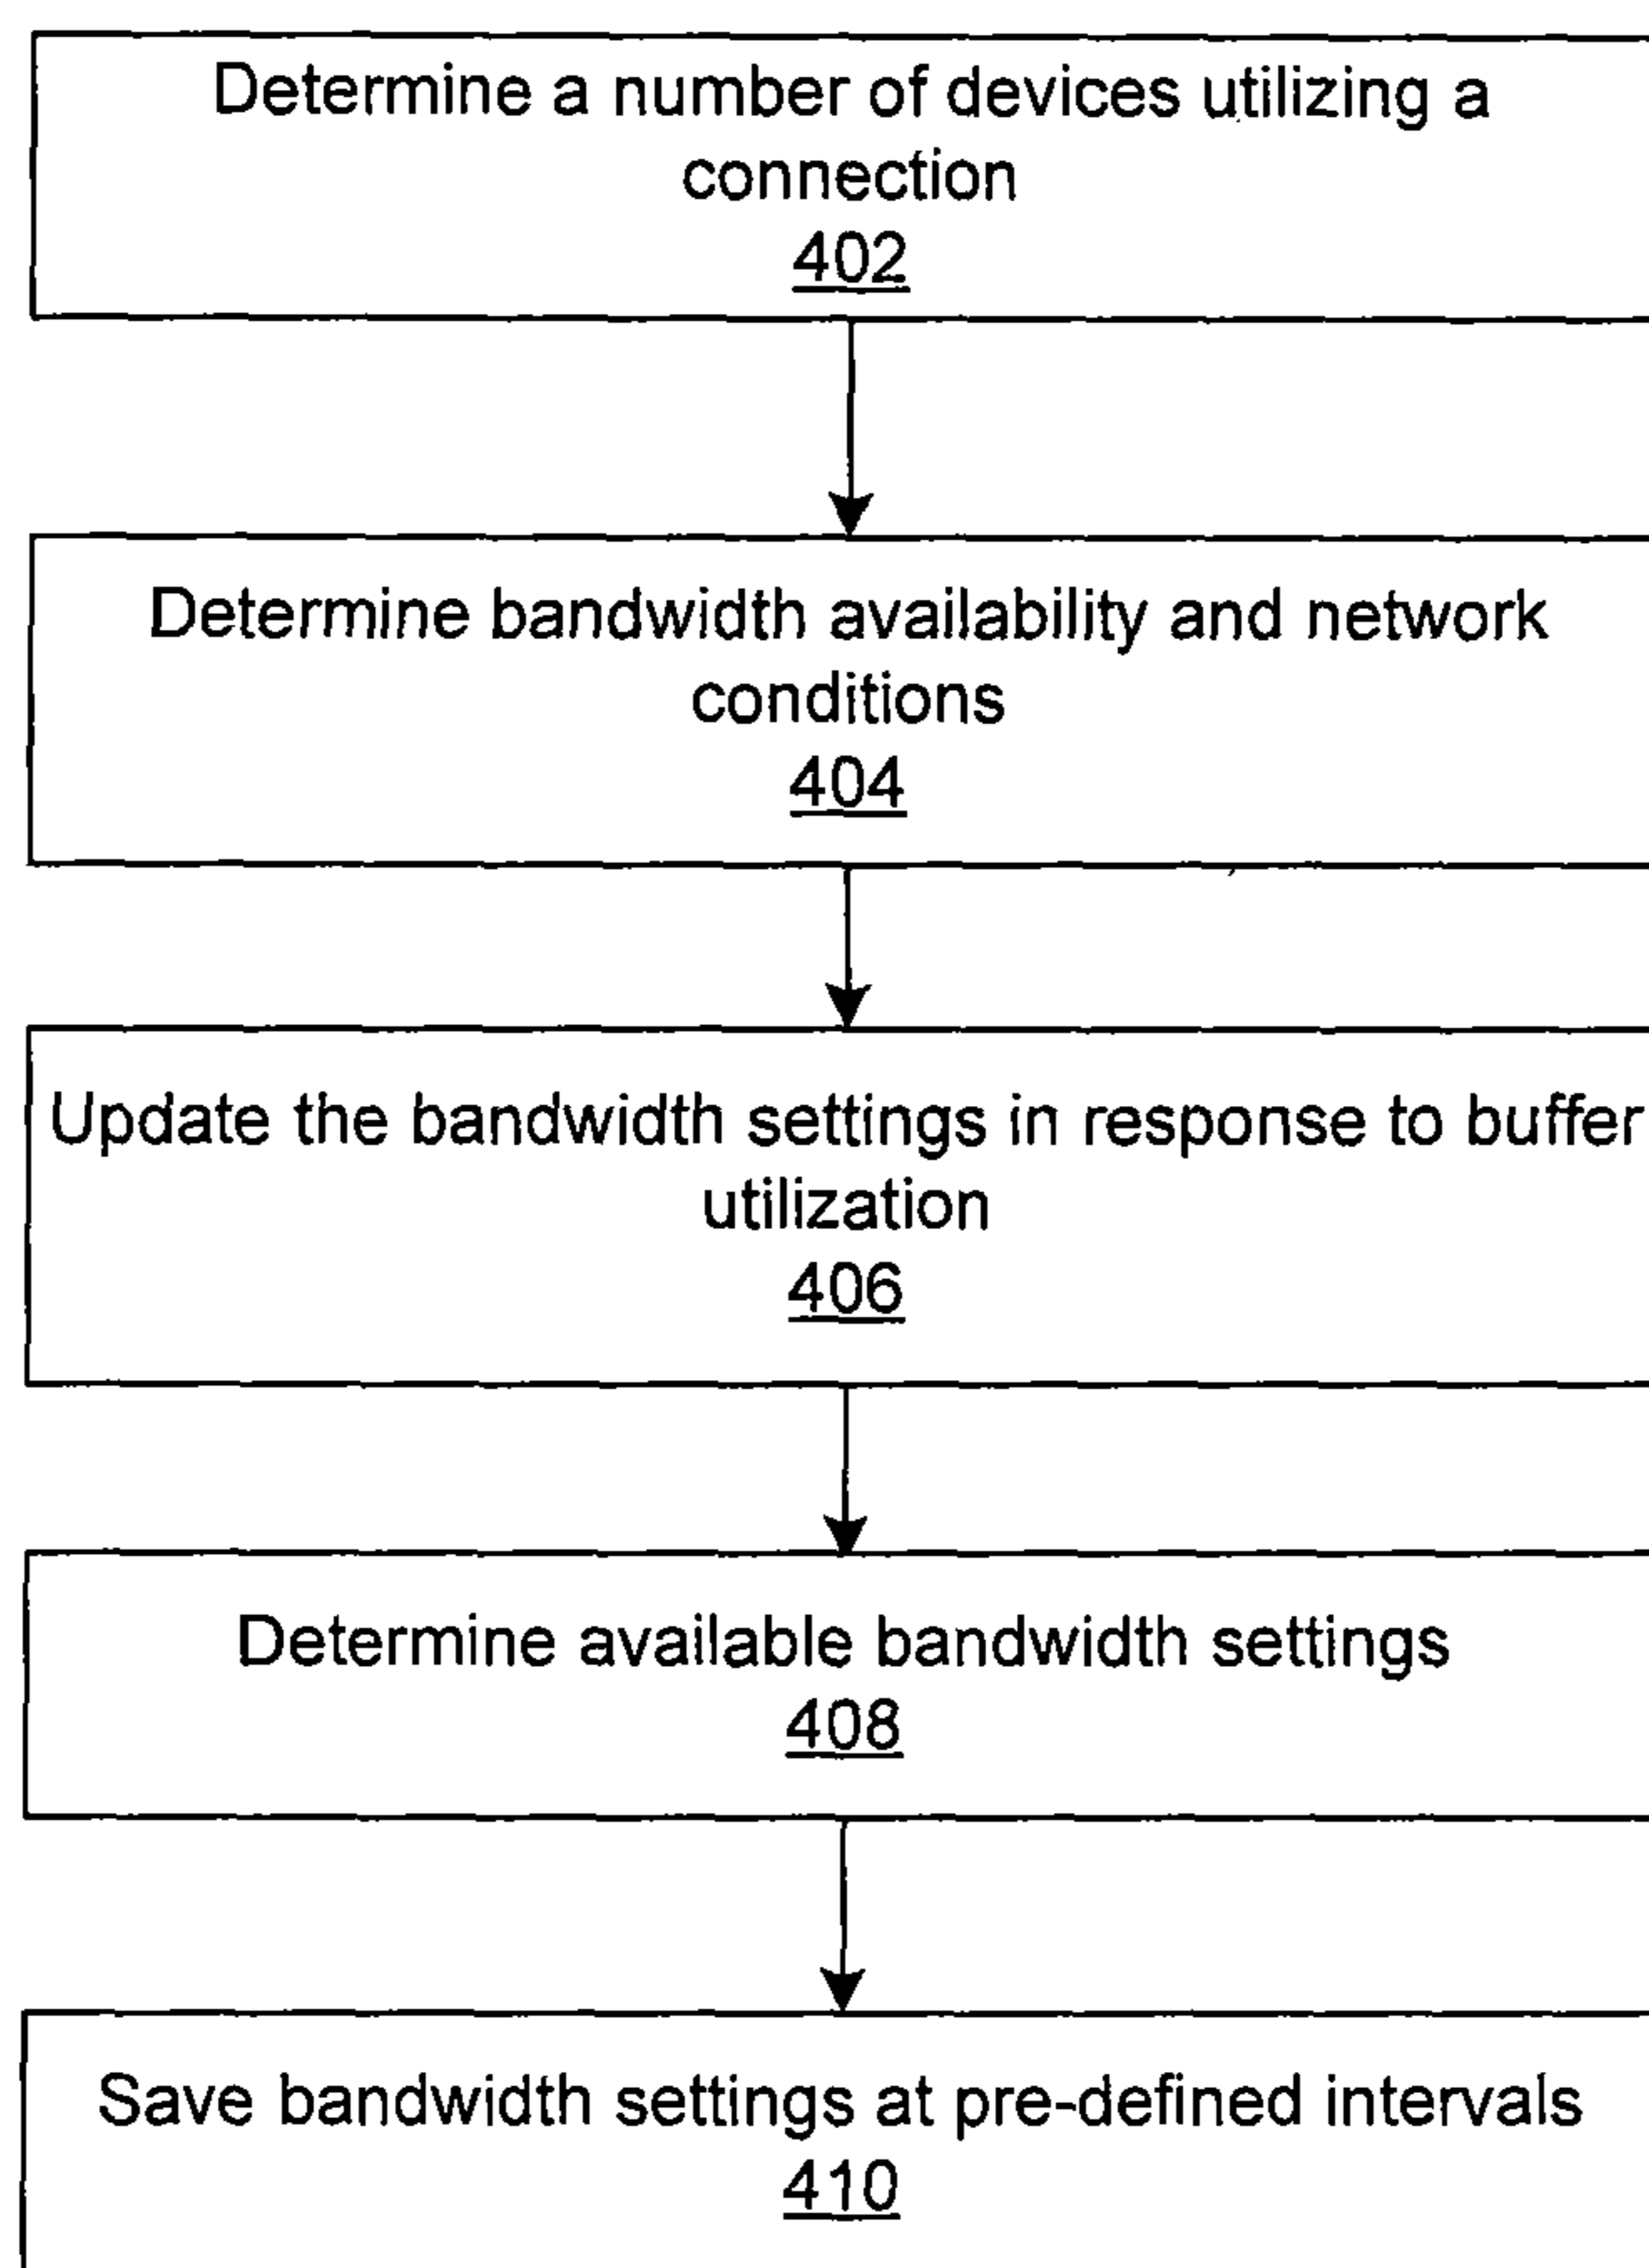 Determine a number of devices utilizing a
connection
402
Determine bandwidth availability and network
conditions
404
Update the bandwidth settings in response to buffer
utilization
406
Determine available bandwidth settings
408
Save bandwidth settings at pre-defined intervals
410